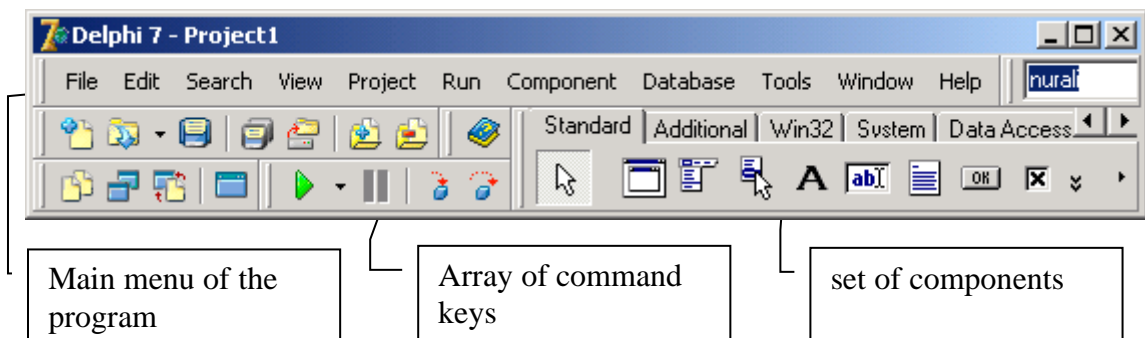 Delphi 7 - Project1
File Edit Search View Project Run Component Database Tools Window Help nurali
Standard Additional Win32 System Data Access
A ab OK
Main menu of the
program
Array of command
keys
set of components